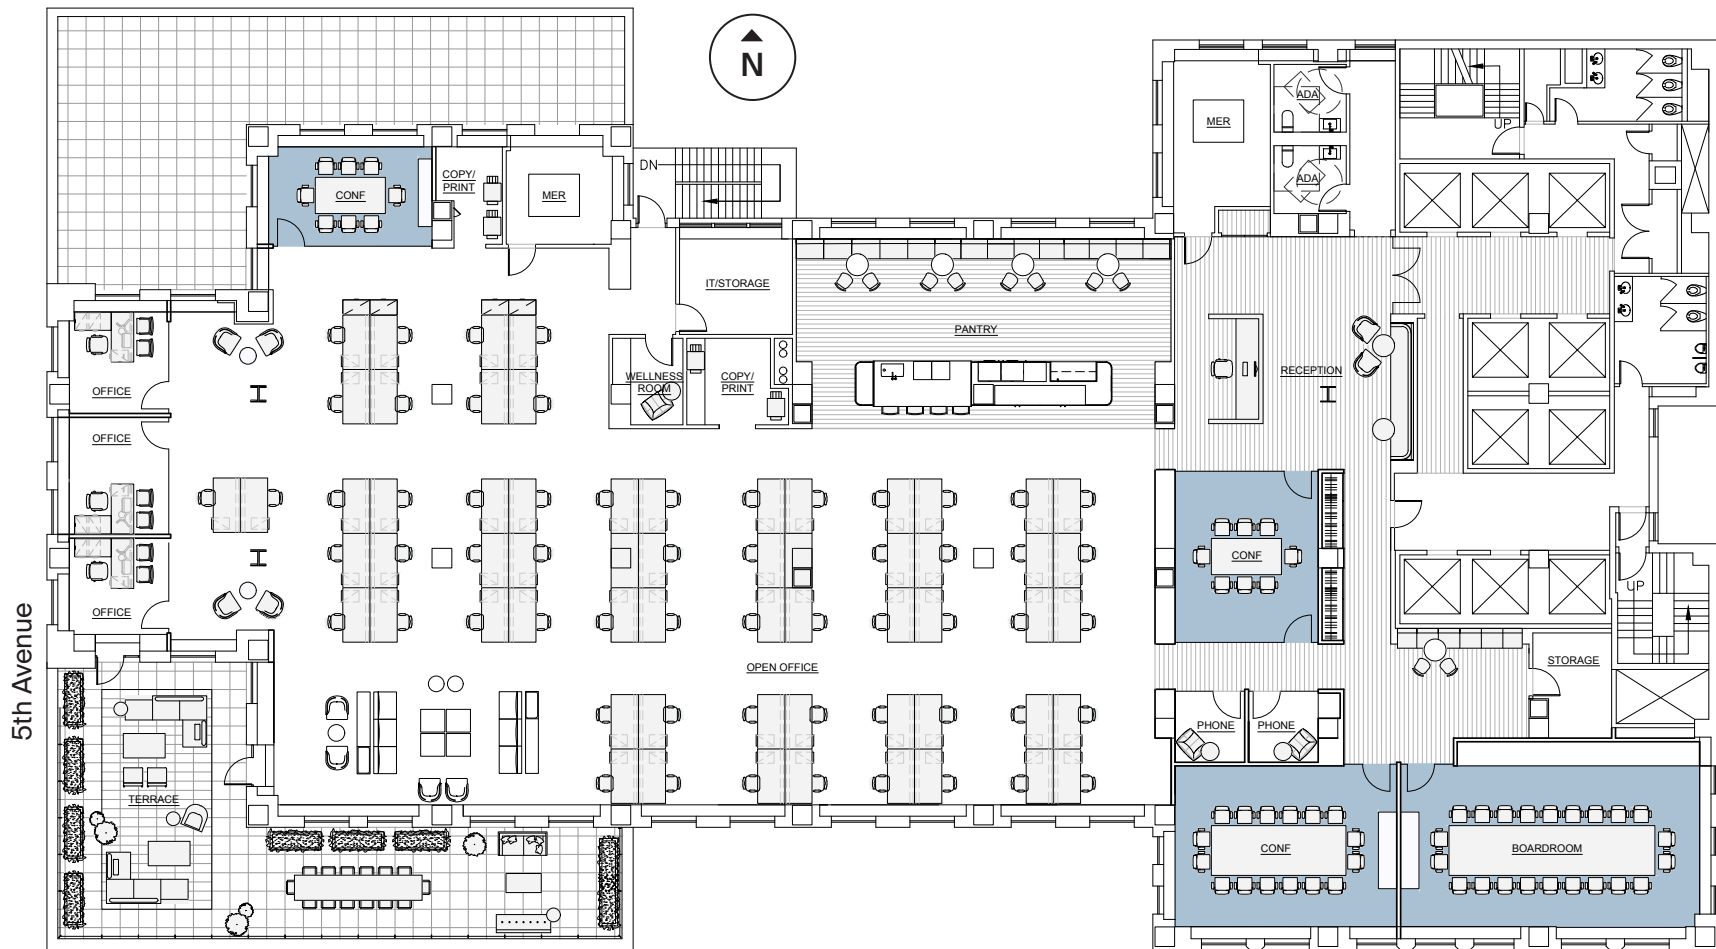 N
ADA
MER
UP
DN
COPY/
PRINT
CONF
MER
ADA
IT/STORAGE
PANTRY
RECEPTION
WELLNESS
ROOM
COPY/
PRINT
OFFICE
OFFICE
CONF
UP
OFFICE
5th Avenue
OPEN OFFICE
STORAGE
PHONE
PHONE
TERRACE
CONF
BOARDROOM